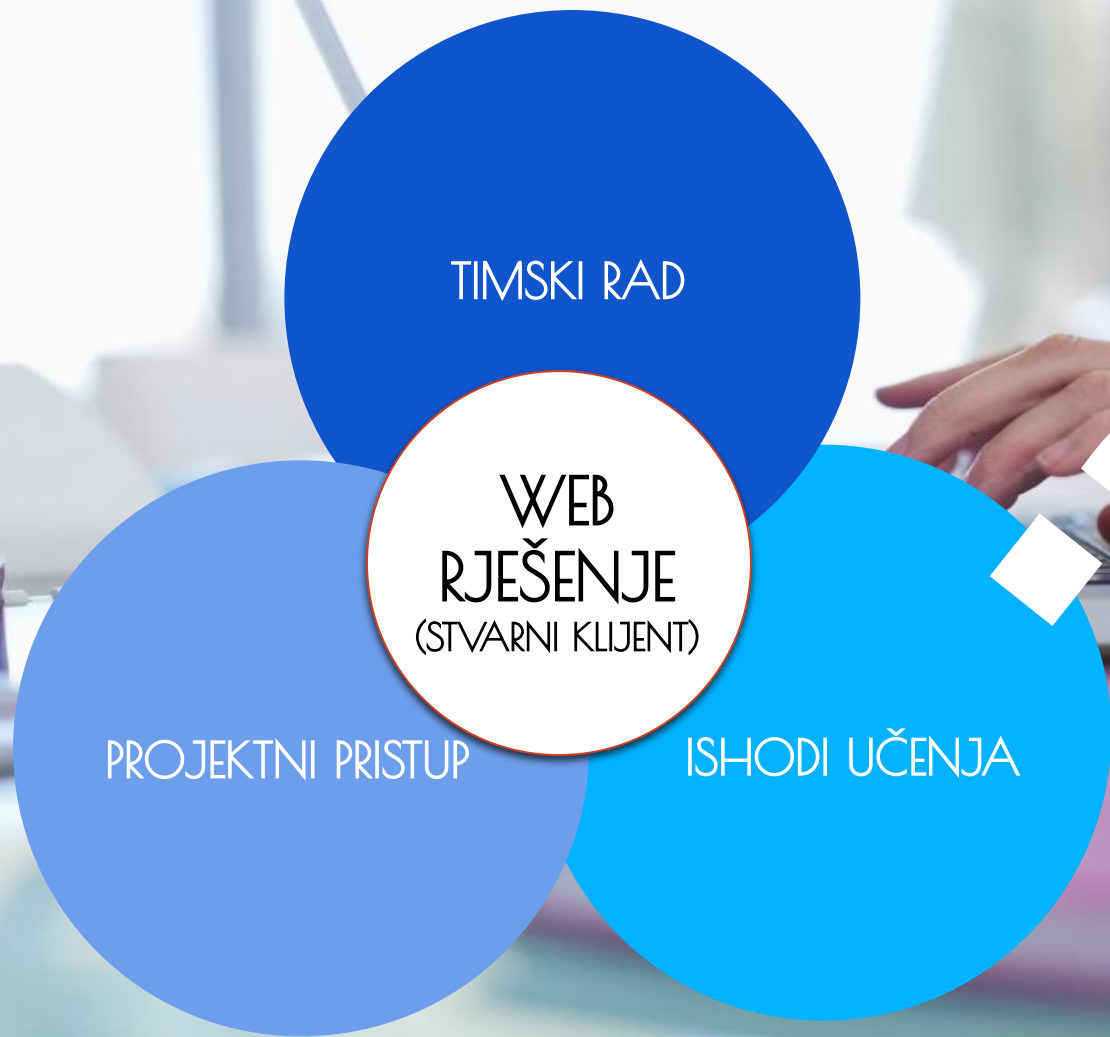 TIMSKI RAD
WEB
RJEŠENJE
(STVARNI KLIJENT)
PROJEKTNI PRISTUP
ISHODI UČENJA